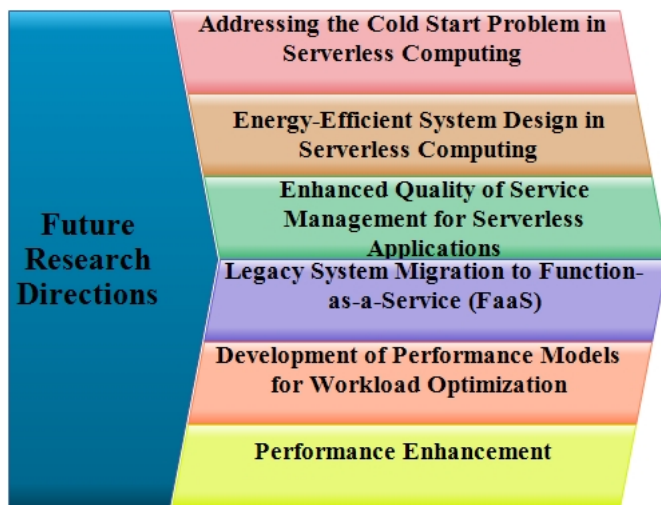 Future
Research
Directions
Addressing the Cold Start Problem in
Serverless Computing
Energy-Efficient System Design in
Serverless Computing
Enhanced Quality of Service
Management for Serverless
Applications
Legacy System Migration to Function-
as-a-Service (FaaS)
Development of Performance Models
for Workload Optimization
Performance Enhancement